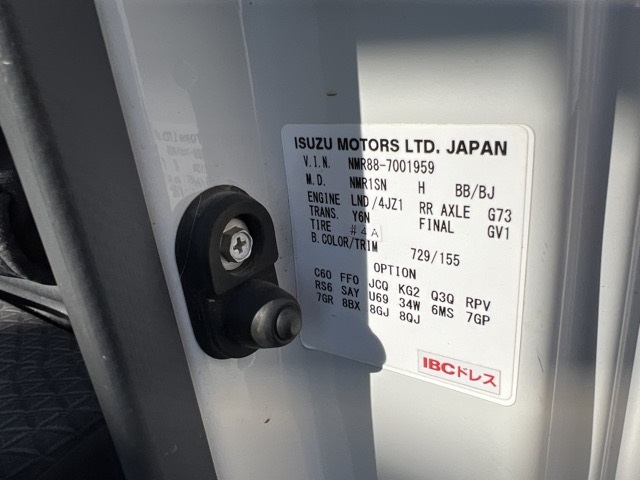 ISUZU MOTORS LTD. JAPAN
V.I.N. NMR88-7001959
M.D. NMR1SN H BB/BJ
ENGINE LND/4JZ1 RR AXLE G73
TRANS. Y6N FINAL GV1
TIRE #4A
B.COLOR/TRIM 729/155
OPTION
C60 FFO JCQ KG2 Q3Q RPV
RS6 SAY U69 34W 6MS 7GP
7GR 8BX 8GJ 8QJ
IBCドレス